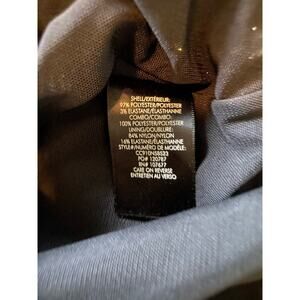 SHELL/EXTÉRIEUR:
97% POLYESTER/POLYESTER
3% ELASTANE/ÉLASTHANNE
COMBO/COMBO:
100% POLYESTER/POLYESTER
LINING/DOUBLURE:
84% NYLON/NYLON
16% ELASTANE/ÉLASTHANNE
STYLE#/NUMÉRO DE MODÈLE:
CC91DN58523
PO# 120787
RN# 107677
CARE ON REVERSE
ENTRETIEN AU VERSO